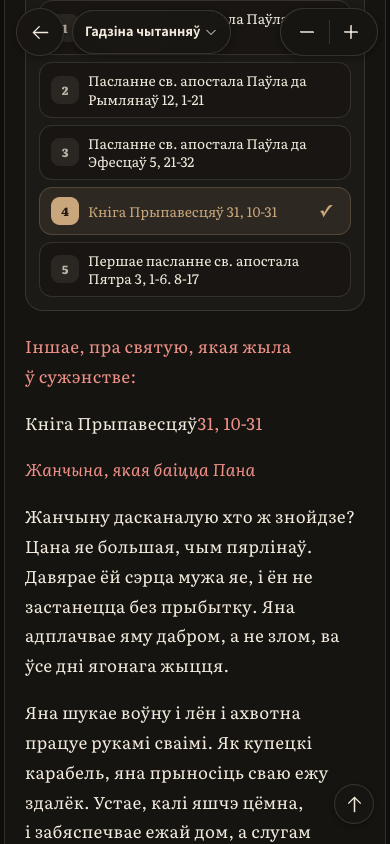 1
ла Паўла
Гадзіна чытанняў
2
Пасланне св. апостала Паўла да
Рымлянаў 12, 1-21
3
Пасланне св. апостала Паўла да
Эфесцаў 5, 21-32
4
Кніга Прыпавесцяў 31, 10-31
5
Першае пасланне св. апостала
Пятра 3, 1-6. 8-17
Іншае, пра святую, якая жыла
ў сужэнстве:
Кніга Прыпавесцяў31, 10-31
Жанчына, якая баіцца Пана
Жанчыну дасканалую хто ж знойдзе?
Цана яе большая, чым пярлінаў.
Давярае ёй сэрца мужа яе, і ён не
застанецца без прыбытку. Яна
адплачвае яму дабром, а не злом, ва
ўсе дні ягонага жыцця.
Яна шукае воўну і лён і ахвотна
працуе рукамі сваімі. Як купецкі
карабель, яна прыносіць сваю ежу
здалёк. Устае, калі яшчэ цёмна,
і забяспечвае ежай дом, а слугам